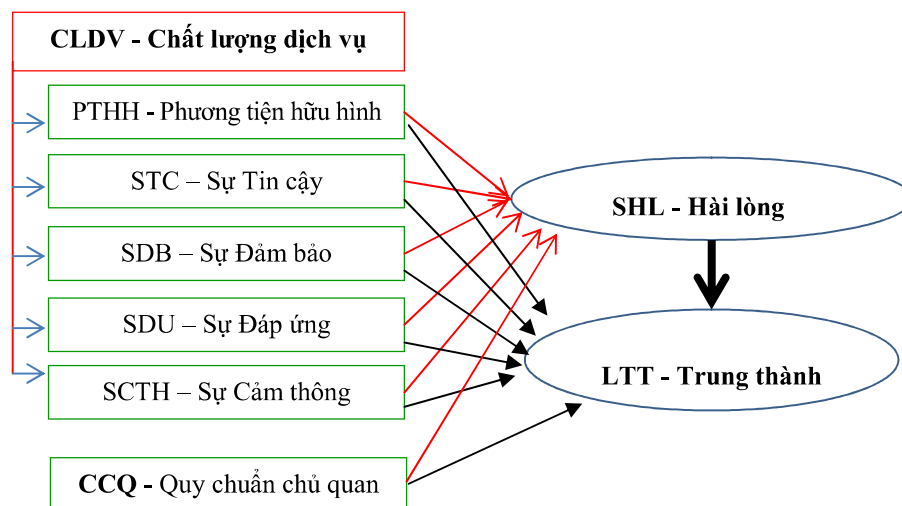 CLDV - Chất lượng dịch vụ
PTHH - Phương tiện hữu hình
STC – Sự Tin cậy
SDB – Sự Đảm bảo
SDU – Sự Đáp ứng
SCTH – Sự Cảm thông
CCQ - Quy chuẩn chủ quan
SHL - Hài lòng
LTT - Trung thành